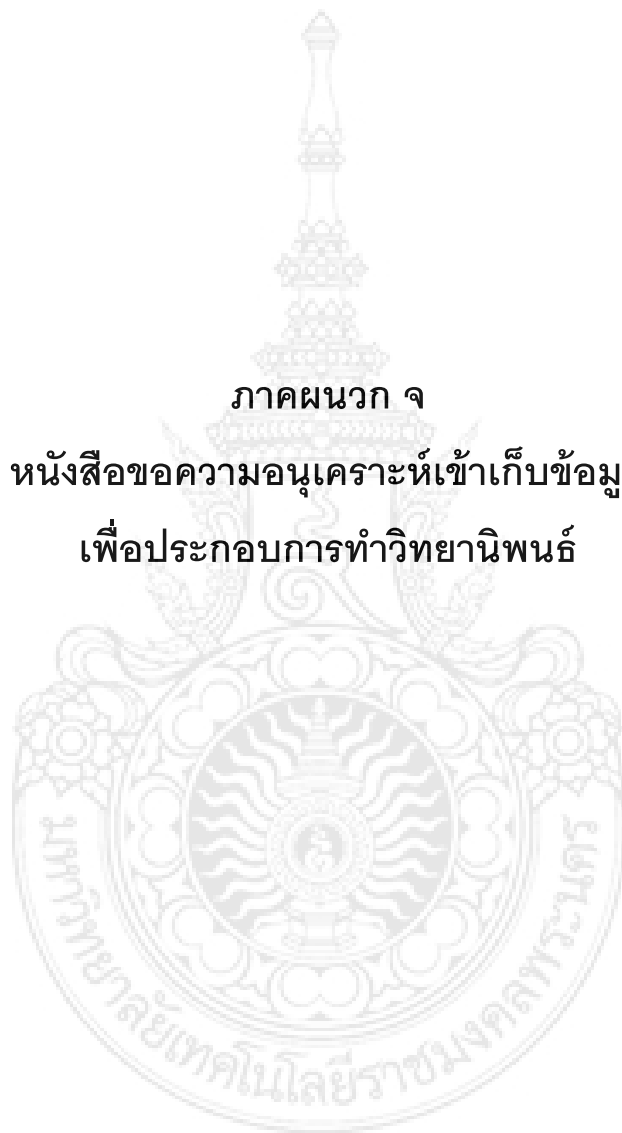 ภาคผนวก จ
หนังสือขอความอนุเคราะห์เข้าเก็บข้อมู
เพื่อประกอบการทำวิทยานิพนธ์
มหาวิทยาลัยเทคโนโลยีราชมงคลพระนคร